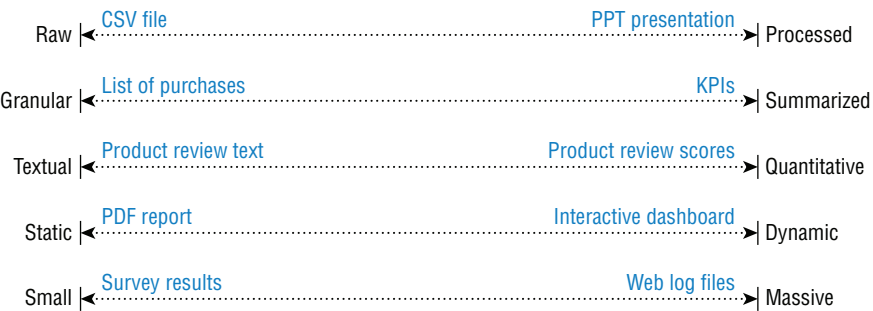 CSV file PPT presentation
Raw Processed
List of purchases KPIs
Granular Summarized
Product review text Product review scores
Textual Quantitative
PDF report Interactive dashboard
Static Dynamic
Survey results Web log files
Small Massive